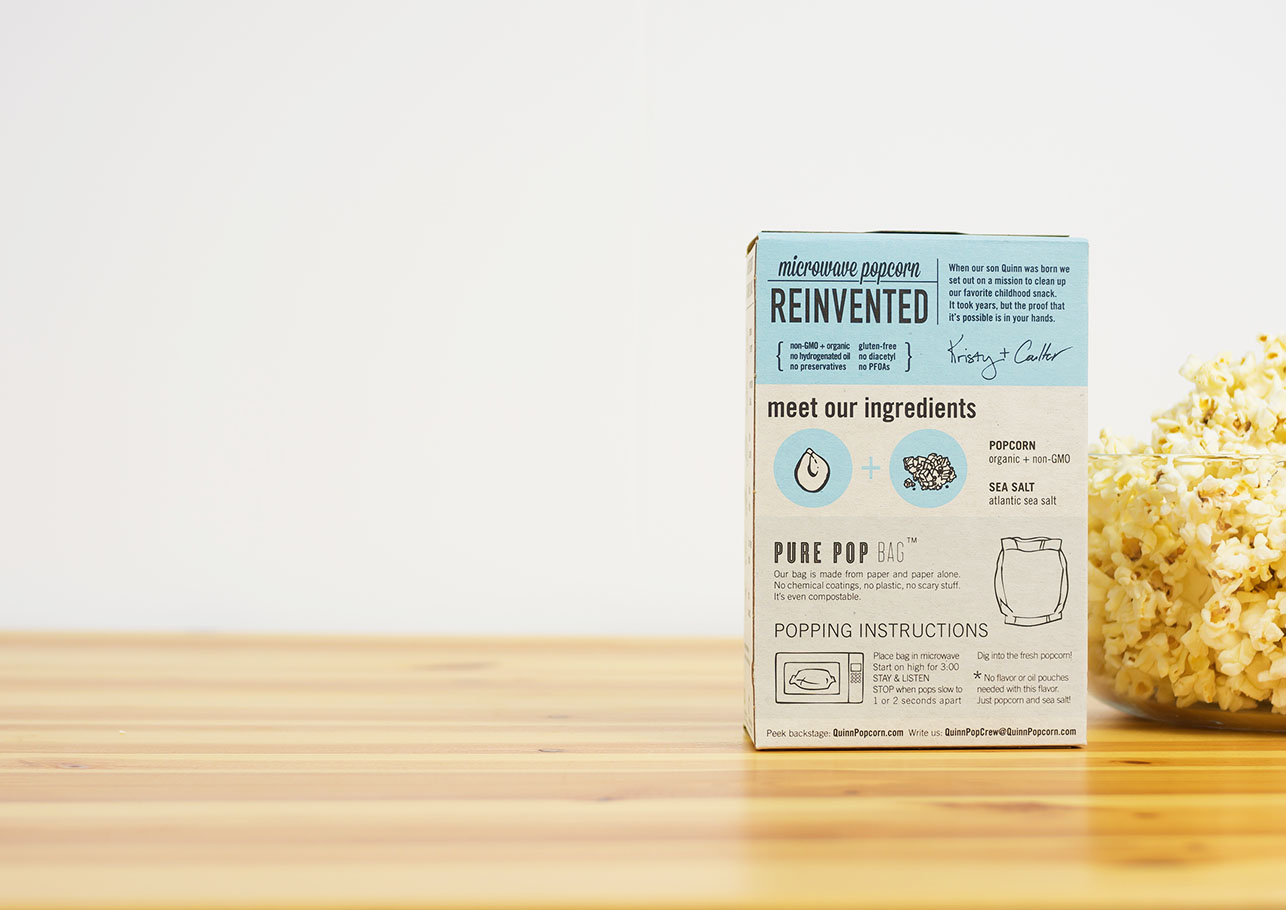 microwave popcorn
REINVENTED
{ non-GMO + organic gluten-free }
no hydrogenated oil no diacetyl
no preservatives no PFOAs
When our son Quinn was born we
set out on a mission to clean up
our favorite childhood snack.
It took years, but the proof that
it's possible is in your hands.
Kristy + Coulter
meet our ingredients
+
POPCORN
organic + non-GMO
SEA SALT
atlantic sea salt
PURE POP BAG™
Our bag is made from paper and paper alone.
No chemical coatings, no plastic, no scary stuff.
It's even compostable.
POPPING INSTRUCTIONS
Place bag in microwave
Start on high for 3:00
STAY & LISTEN
STOP when pops slow to
1 or 2 seconds apart
Dig into the fresh popcorn!
* No flavor or oil pouches
needed with this flavor.
Just popcorn and sea salt!
Peek backstage: QuinnPopcorn.com Write us: QuinnPopCrew@QuinnPopcorn.com